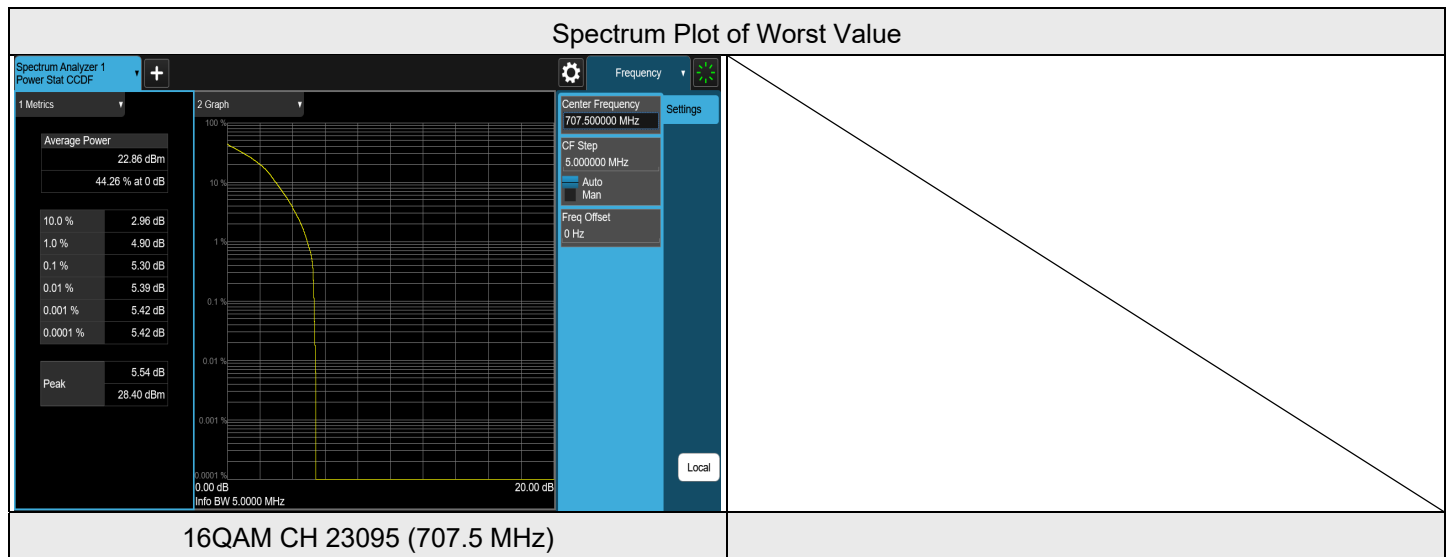 Spectrum Plot of Worst Value
Spectrum Analyzer 1
Power Stat CCDF
Frequency
1 Metrics
2 Graph
Center Frequency
707.500000 MHz
Settings
CF Step
5.000000 MHz
Auto
Man
Freq Offset
0 Hz
Average Power
22.86 dBm
44.26 % at 0 dB
10.0 % 2.96 dB
1.0 % 4.90 dB
0.1 % 5.30 dB
0.01 % 5.39 dB
0.001 % 5.42 dB
0.0001 % 5.42 dB
Peak 5.54 dB
28.40 dBm
100 %
10 %
1 %
0.1 %
0.01 %
0.001 %
0.0001 %
0.00 dB 20.00 dB
Info BW 5.0000 MHz
Local
16QAM CH 23095 (707.5 MHz)